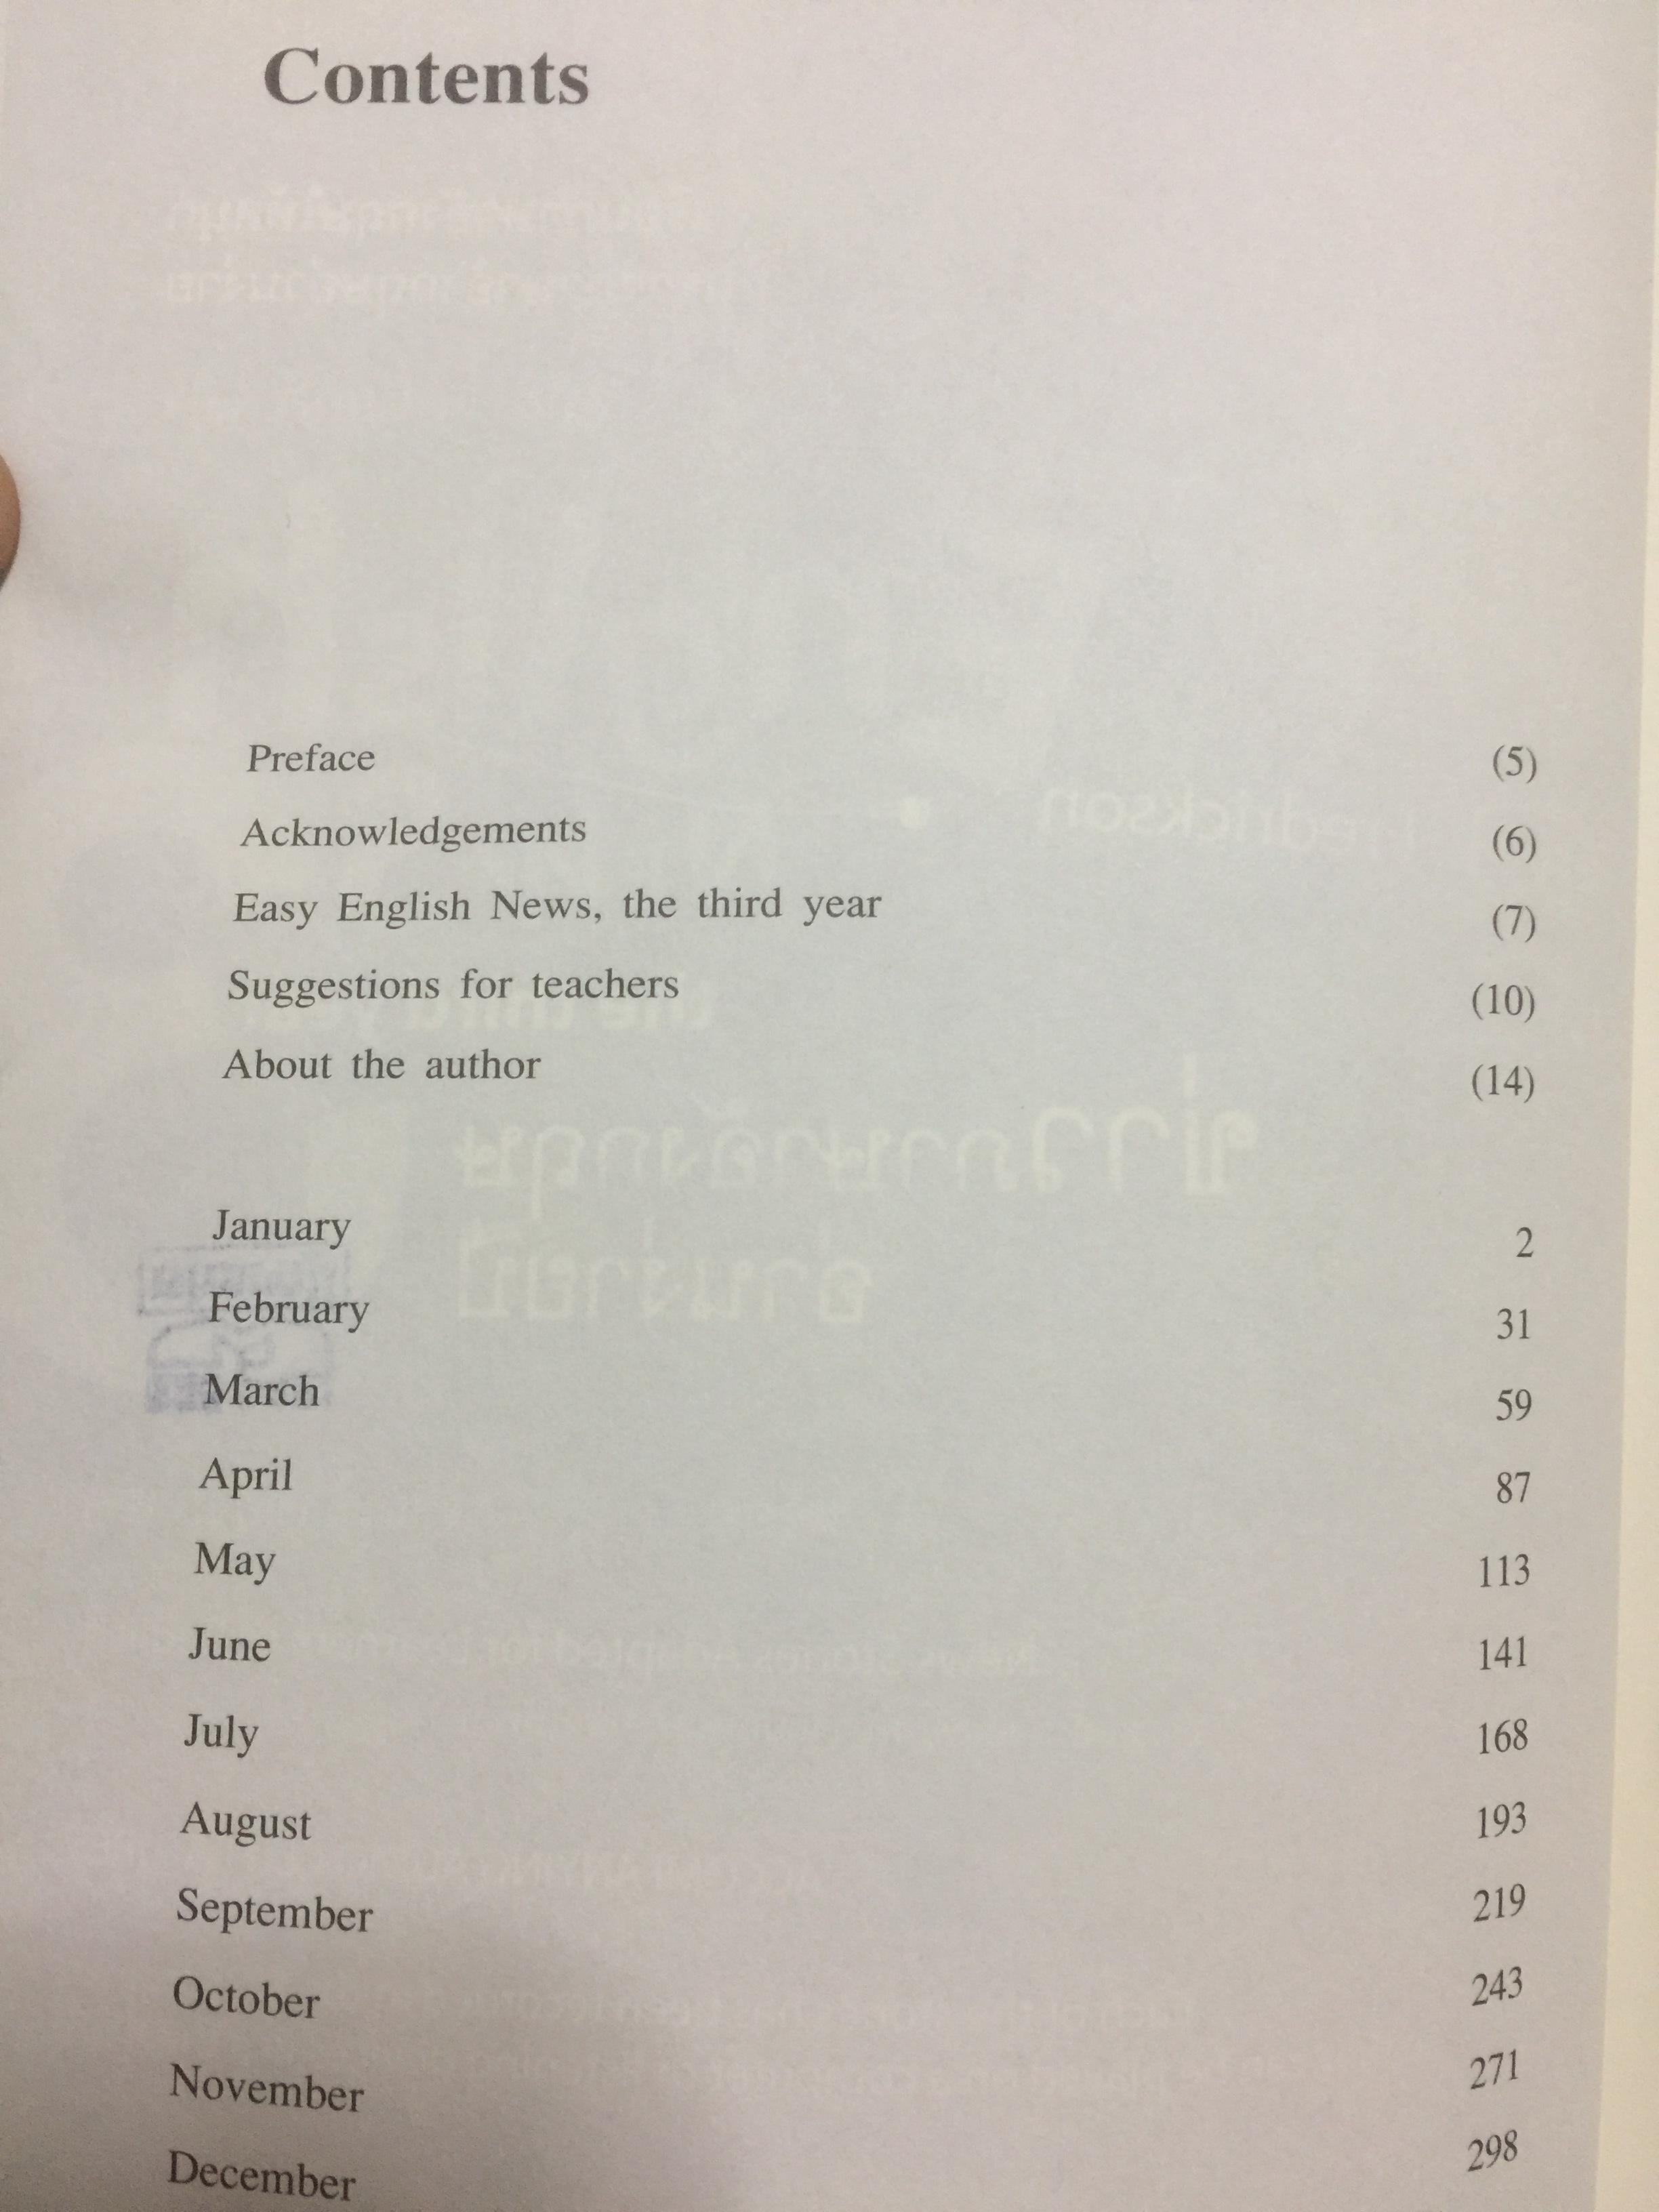 Contents
Preface (5)
Acknowledgements (6)
Easy English News, the third year (7)
Suggestions for teachers (10)
About the author (14)
January 2
February 31
March 59
April 87
May 113
June 141
July 168
August 193
September 219
October 243
November 271
December 298